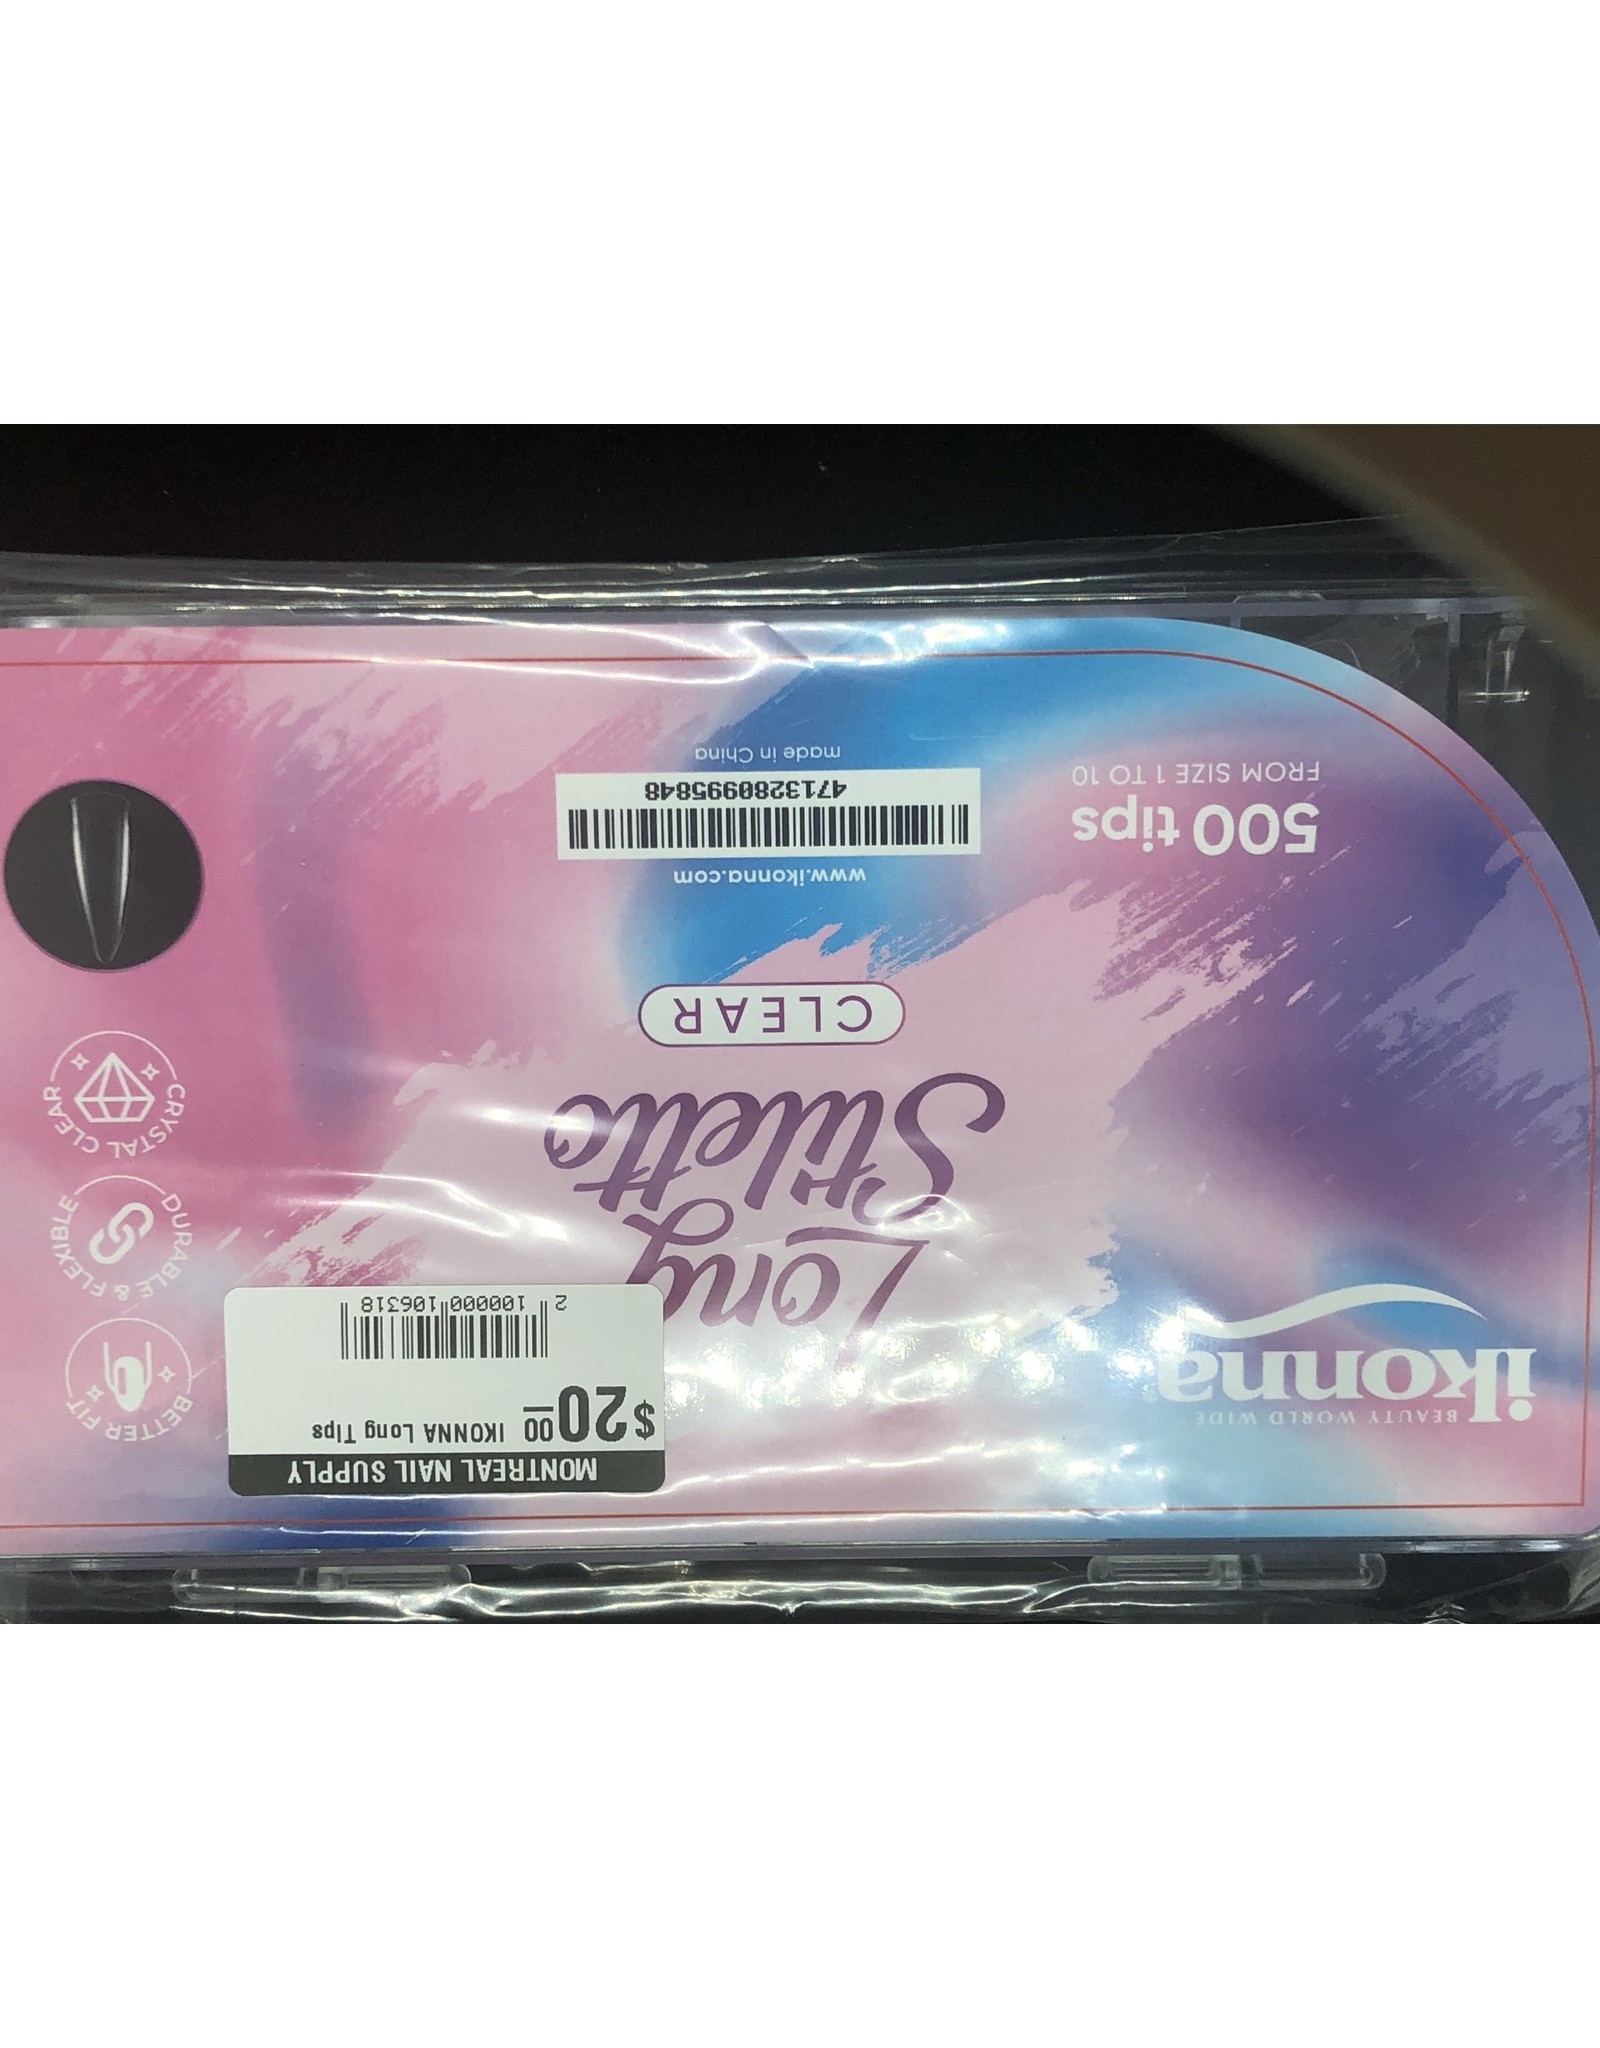 MONTREAL NAIL SUPPLY
$20.00 IKONNA Long Tips
2 100000 106318
BEAUTY WORLD WIDE
ikonna
Long
Stiletto
CLEAR
BETTER FIT
DURABLE & FLEXIBLE
CRYSTAL CLEAR
500 tips
FROM SIZE 1 TO 10
www.ikonna.com
4713280995848
made in China